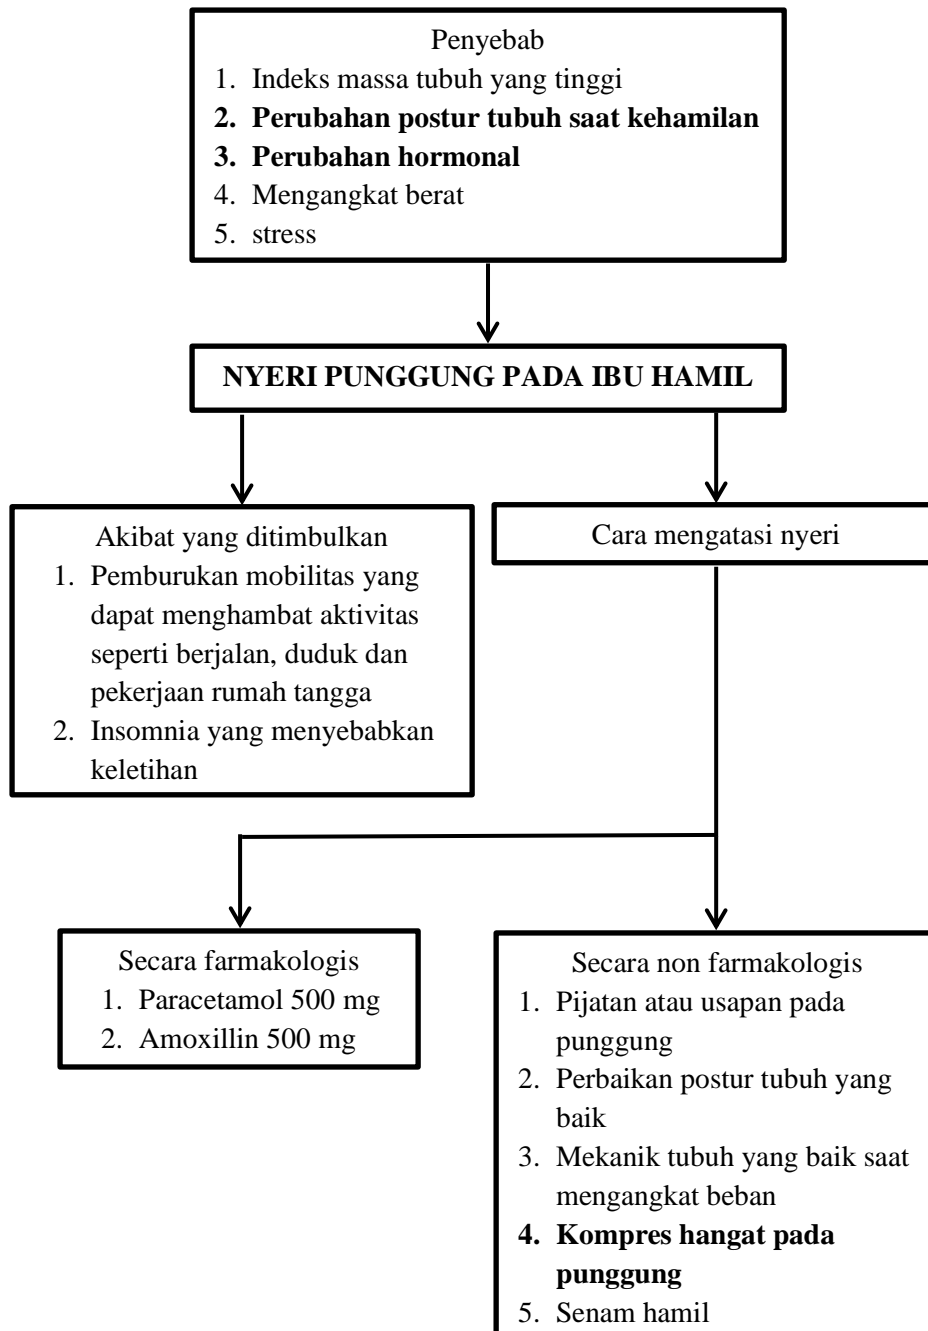 Penyebab
1. Indeks massa tubuh yang tinggi
2. Perubahan postur tubuh saat kehamilan
3. Perubahan hormonal
4. Mengangkat berat
5. stress
NYERI PUNGGUNG PADA IBU HAMIL
Akibat yang ditimbulkan
1. Pemburukan mobilitas yang
dapat menghambat aktivitas
seperti berjalan, duduk dan
pekerjaan rumah tangga
2. Insomnia yang menyebabkan
keletihan
Cara mengatasi nyeri
Secara farmakologis
1. Paracetamol 500 mg
2. Amoxillin 500 mg
Secara non farmakologis
1. Pijatan atau usapan pada
punggung
2. Perbaikan postur tubuh yang
baik
3. Mekanik tubuh yang baik saat
mengangkat beban
4. Kompres hangat pada
punggung
5. Senam hamil